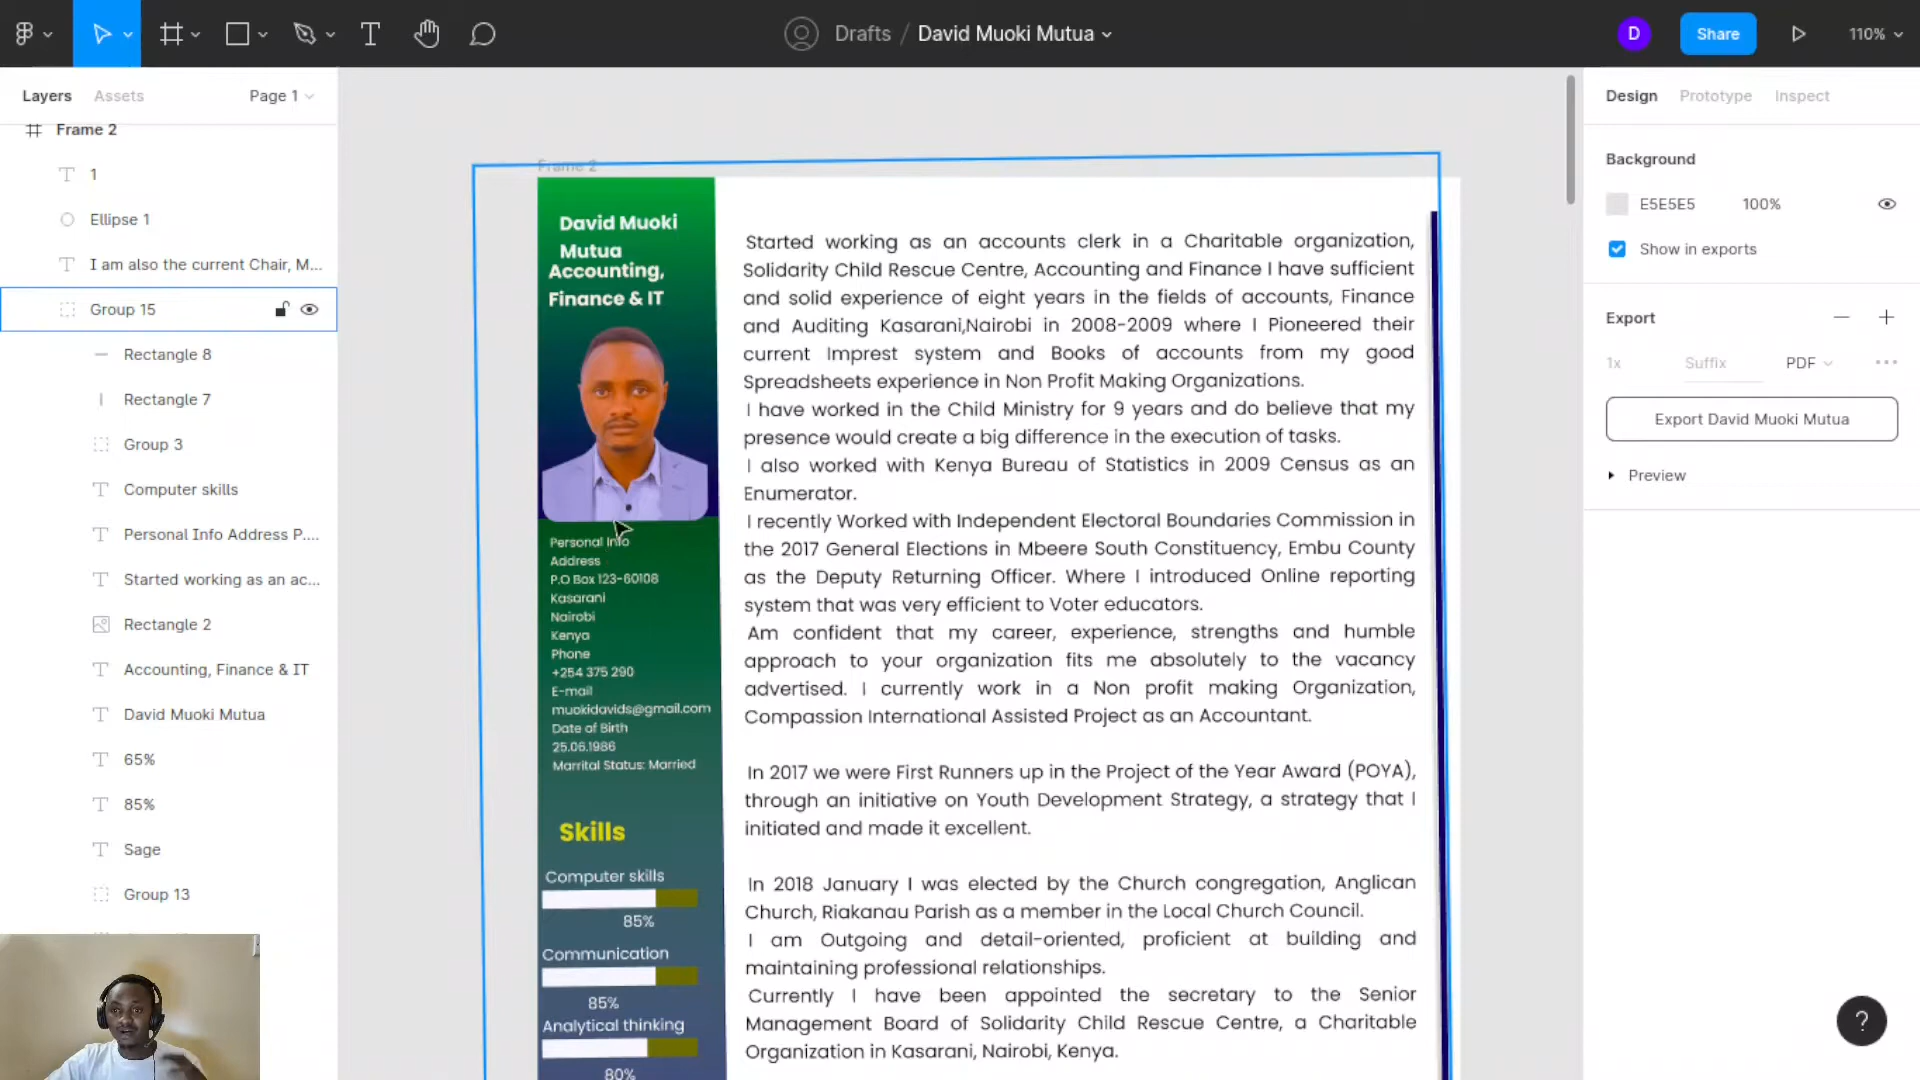 Drafts / David Muoki Mutua
D
Share
110%
Layers
Assets
Page 1
Frame 2
1
Ellipse 1
I am also the current Chair, M...
Group 15
Rectangle 8
Rectangle 7
Group 3
Computer skills
Personal Info Address P....
Started working as an ac...
Rectangle 2
Accounting, Finance & IT
David Muoki Mutua
65%
85%
Sage
Group 13
Frame 2
David Muoki
Mutua
Accounting,
Finance & IT
Personal Info
Address
P.O Box 123-60108
Kasarani
Nairobi
Kenya
Phone
+254 375 290
E-mail
muokidavids@gmail.com
Date of Birth
25.06.1986
Marrital Status: Married
Skills
Computer skills
85%
Communication
85%
Analytical thinking
80%
Started working as an accounts clerk in a Charitable organization,
Solidarity Child Rescue Centre, Accounting and Finance I have sufficient
and solid experience of eight years in the fields of accounts, Finance
and Auditing Kasarani,Nairobi in 2008-2009 where I Pioneered their
current Imprest system and Books of accounts from my good
Spreadsheets experience in Non Profit Making Organizations.
I have worked in the Child Ministry for 9 years and do believe that my
presence would create a big difference in the execution of tasks.
I also worked with Kenya Bureau of Statistics in 2009 Census as an
Enumerator.
I recently Worked with Independent Electoral Boundaries Commission in
the 2017 General Elections in Mbeere South Constituency, Embu County
as the Deputy Returning Officer. Where I introduced Online reporting
system that was very efficient to Voter educators.
Am confident that my career, experience, strengths and humble
approach to your organization fits me absolutely to the vacancy
advertised. I currently work in a Non profit making Organization,
Compassion International Assisted Project as an Accountant.
In 2017 we were First Runners up in the Project of the Year Award (POYA),
through an initiative on Youth Development Strategy, a strategy that I
initiated and made it excellent.
In 2018 January I was elected by the Church congregation, Anglican
Church, Riakanau Parish as a member in the Local Church Council.
I am Outgoing and detail-oriented, proficient at building and
maintaining professional relationships.
Currently I have been appointed the secretary to the Senior
Management Board of Solidarity Child Rescue Centre, a Charitable
Organization in Kasarani, Nairobi, Kenya.
Design
Prototype
Inspect
Background
E5E5E5
100%
Show in exports
Export
1x
Suffix
PDF
Export David Muoki Mutua
Preview
?